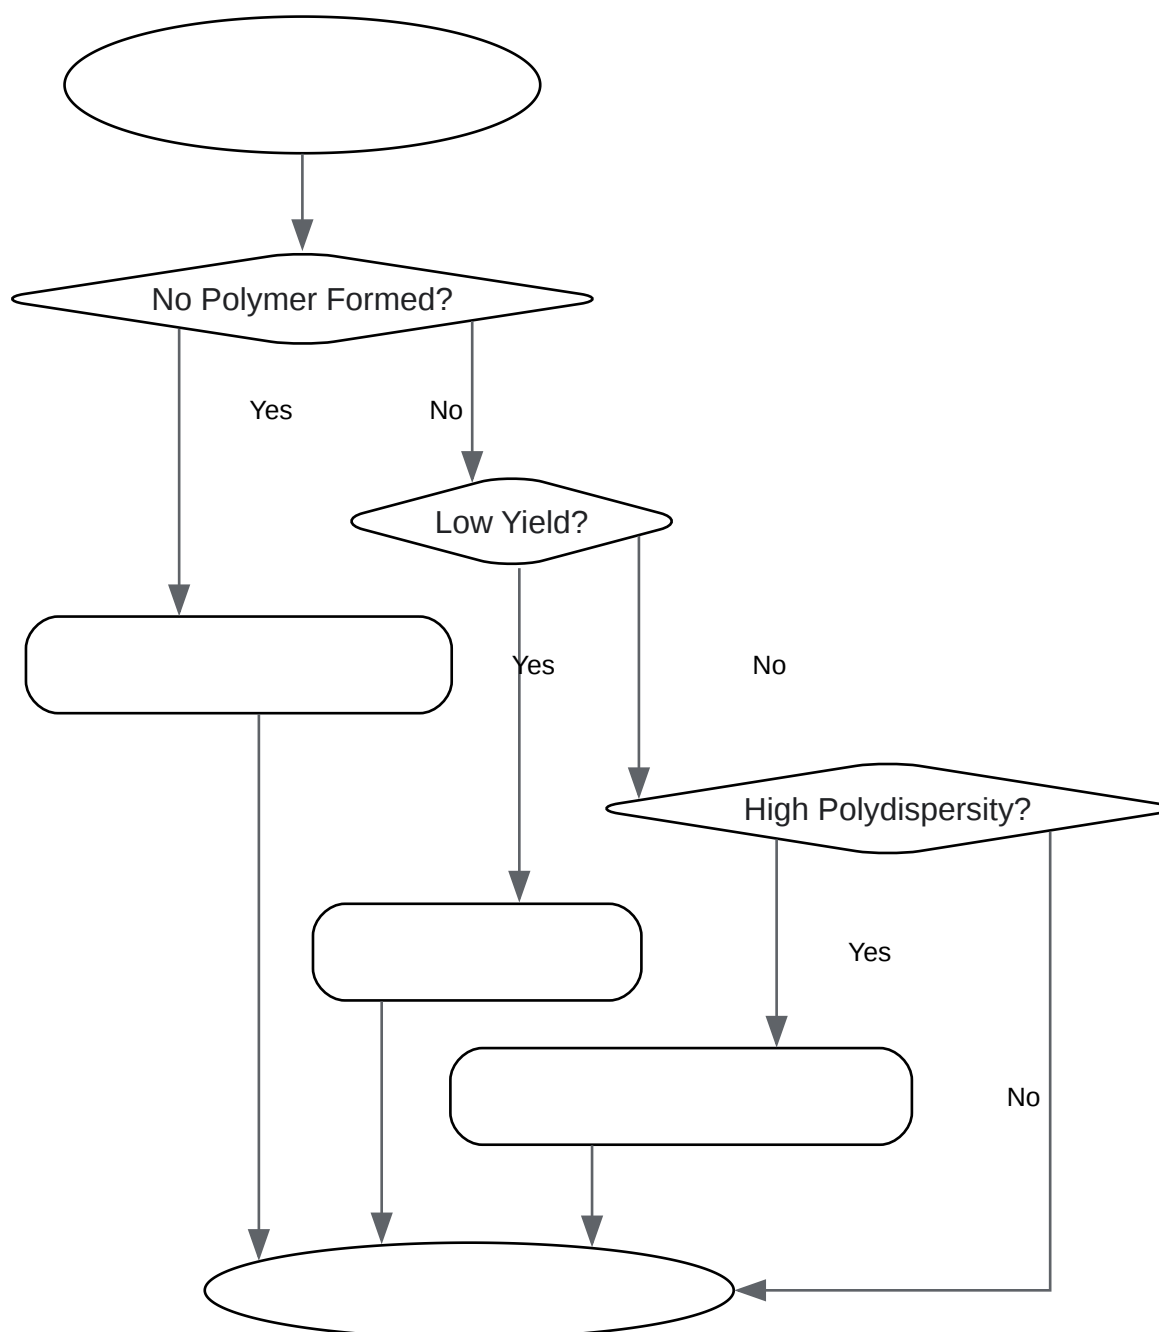 No Polymer Formed?
Yes
No
Low Yield?
Yes
No
High Polydispersity?
Yes
No